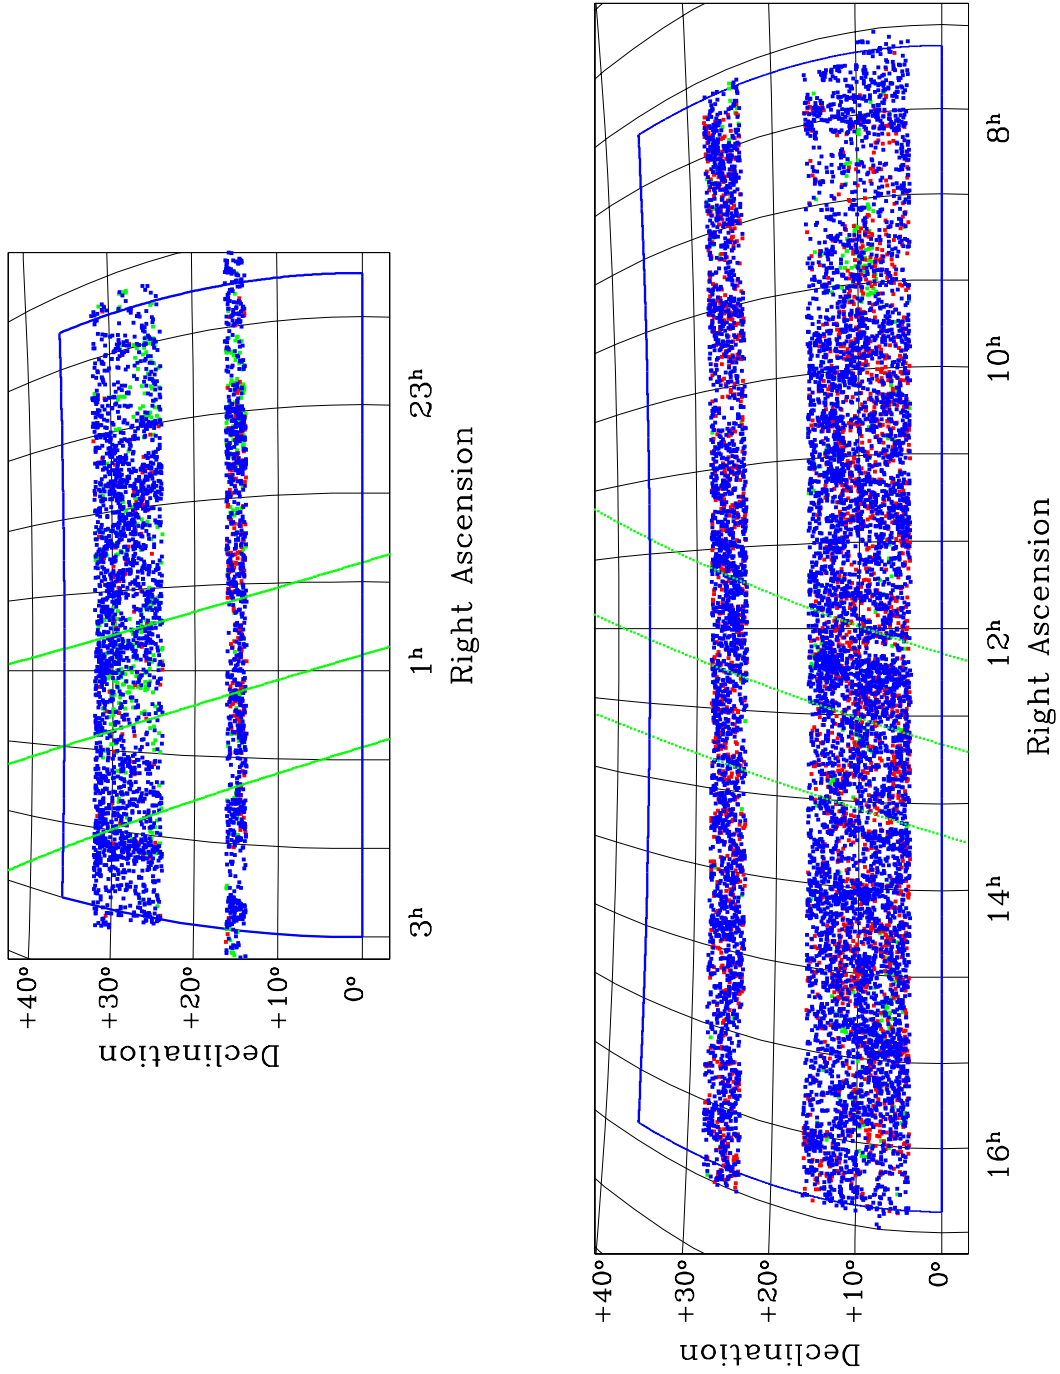 +40°
+30°
+20°
+10°
0°
Declination
3ʰ
1ʰ
23ʰ
Right Ascension
+40°
+30°
+20°
+10°
0°
Declination
16ʰ
14ʰ
12ʰ
10ʰ
8ʰ
Right Ascension